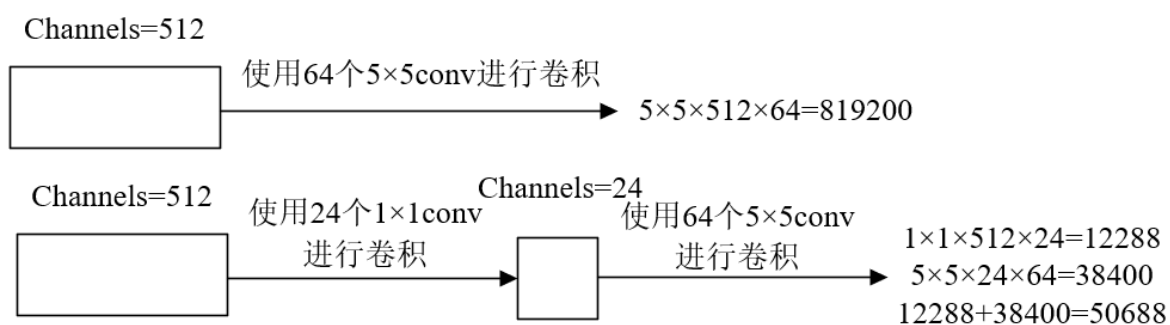 Channels=512
使用64个5×5conv进行卷积
5×5×512×64=819200
Channels=512
使用24个1×1conv
进行卷积
Channels=24
使用64个5×5conv
进行卷积
1×1×512×24=12288
5×5×24×64=38400
12288+38400=50688